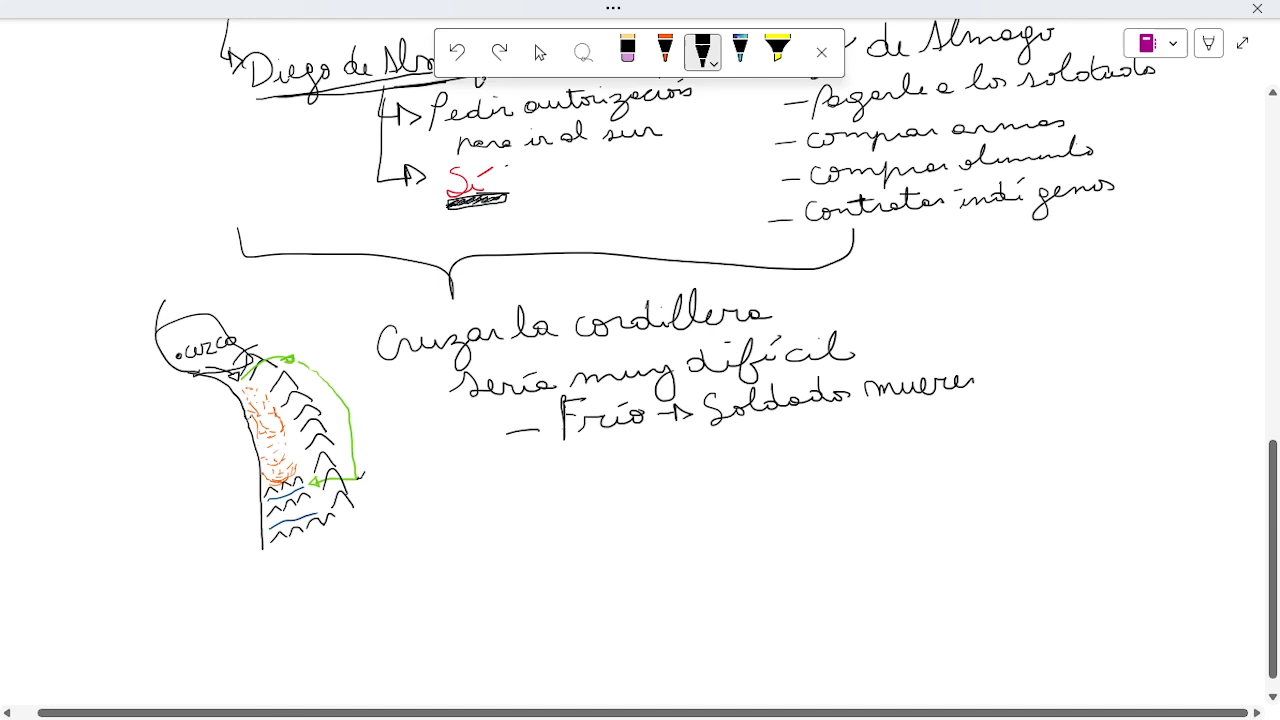 Diego de Alm
Pedir autorización
para ir al sur
Sí
de Almagro
- Pagarle a los soldados
- comprar armas
- comprar alimento
- Contratar indígenas
Cruzar la cordillera
sería muy difícil
- Frío → Soldados mueren
.cuzco